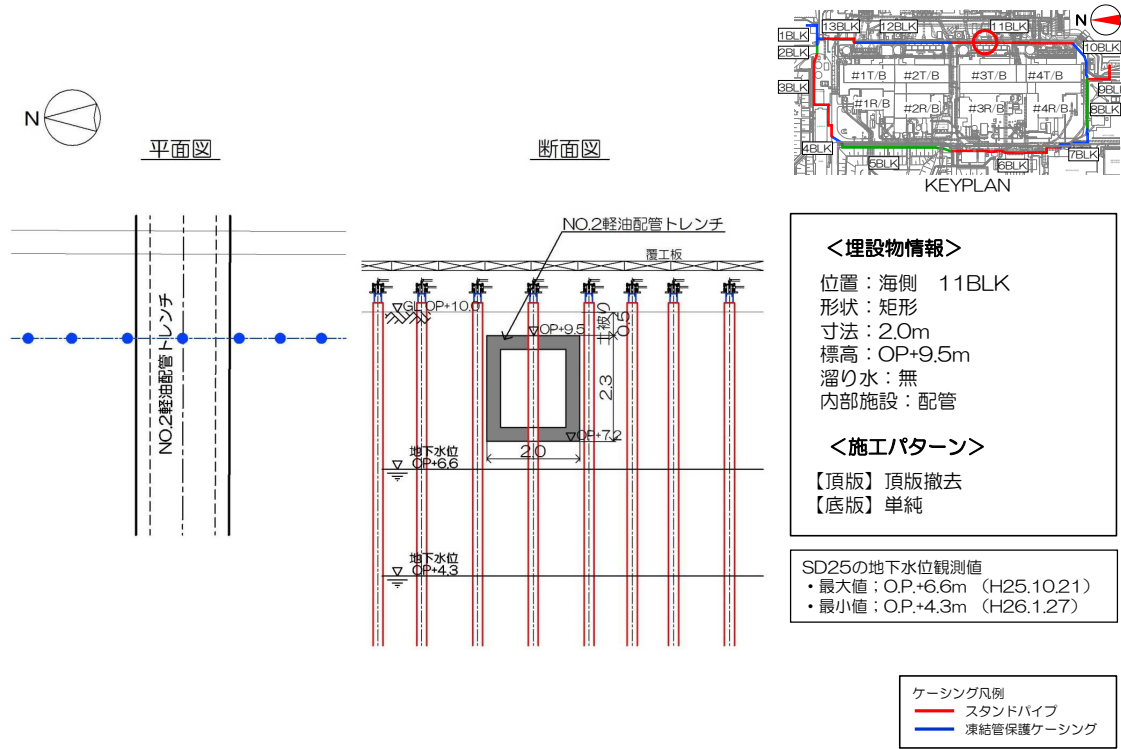 N
平面図
NO.2軽油配管トレンチ
断面図
NO.2軽油配管トレンチ
覆工板
GL OP+10.0
土被り
0.5
OP+9.5
2.3
OP+7.2
2.0
地下水位
OP+6.6
地下水位
OP+4.3
N
1BLK
2BLK
3BLK
4BLK
5BLK
6BLK
7BLK
8BLK
9BLK
10BLK
11BLK
12BLK
13BLK
#1T/B
#2T/B
#3T/B
#4T/B
#1R/B
#2R/B
#3R/B
#4R/B
KEYPLAN
＜埋設物情報＞
位置：海側　11BLK
形状：矩形
寸法：2.0m
標高：OP+9.5m
溜り水：無
内部施設：配管
＜施工パターン＞
【頂版】頂版撤去
【底版】単純
SD25の地下水位観測値
・最大値；O.P.+6.6m （H25.10.21）
・最小値；O.P.+4.3m （H26.1.27）
ケーシング凡例
スタンドパイプ
凍結管保護ケーシング